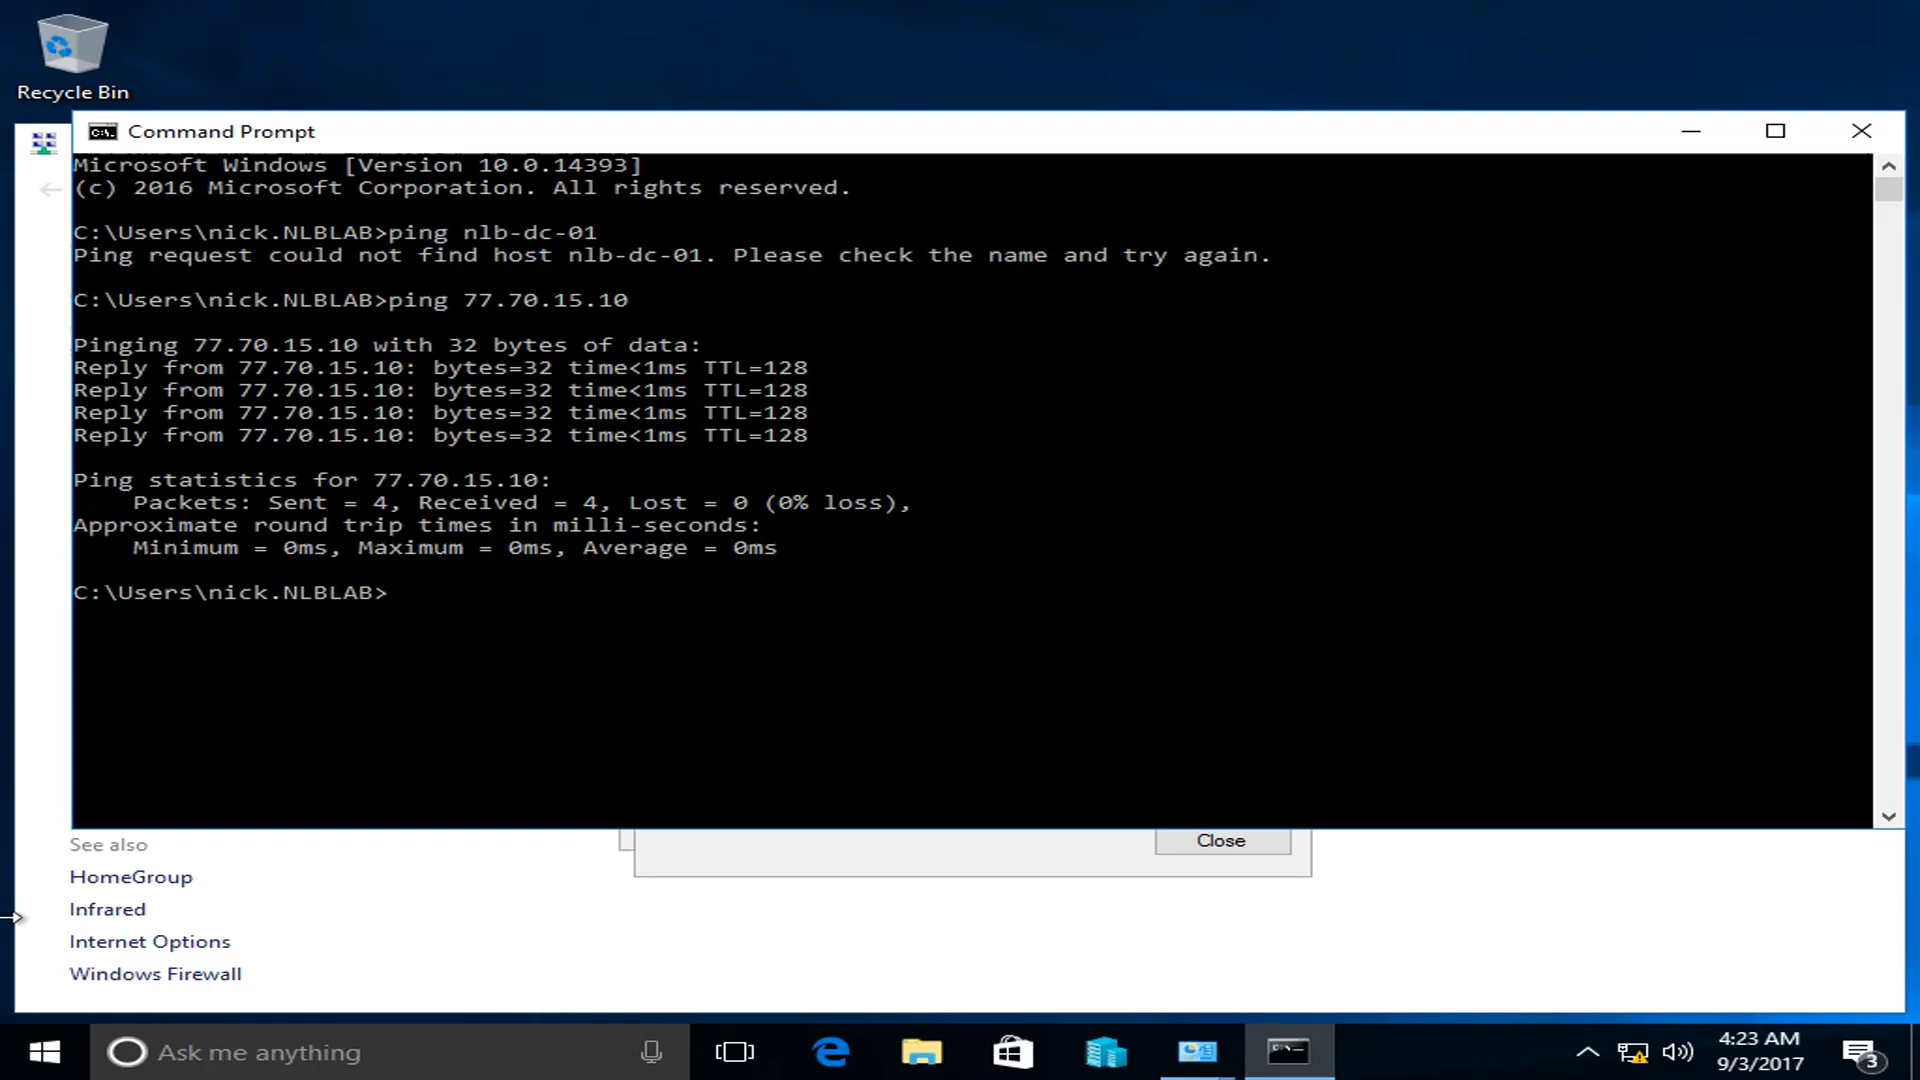 Recycle Bin
Command Prompt
Microsoft Windows [Version 10.0.14393]
(c) 2016 Microsoft Corporation. All rights reserved.
C:\Users\nick.NLBLAB>ping nlb-dc-01
Ping request could not find host nlb-dc-01. Please check the name and try again.
C:\Users\nick.NLBLAB>ping 77.70.15.10
Pinging 77.70.15.10 with 32 bytes of data:
Reply from 77.70.15.10: bytes=32 time<1ms TTL=128
Reply from 77.70.15.10: bytes=32 time<1ms TTL=128
Reply from 77.70.15.10: bytes=32 time<1ms TTL=128
Reply from 77.70.15.10: bytes=32 time<1ms TTL=128
Ping statistics for 77.70.15.10:
Packets: Sent = 4, Received = 4, Lost = 0 (0% loss),
Approximate round trip times in milli-seconds:
Minimum = 0ms, Maximum = 0ms, Average = 0ms
C:\Users\nick.NLBLAB>
Close
See also
HomeGroup
Infrared
Internet Options
Windows Firewall
Ask me anything
4:23 AM
9/3/2017
3